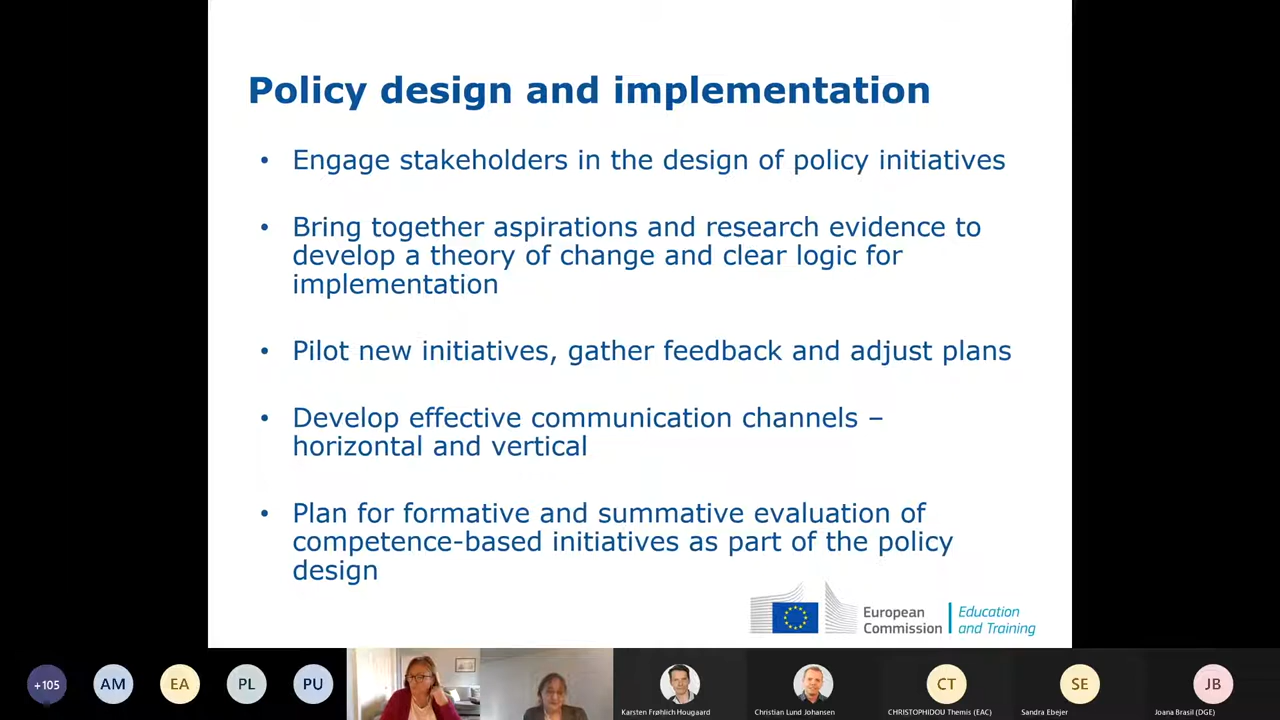 Policy design and implementation
• Engage stakeholders in the design of policy initiatives
• Bring together aspirations and research evidence to
develop a theory of change and clear logic for
implementation
• Pilot new initiatives, gather feedback and adjust plans
• Develop effective communication channels –
horizontal and vertical
• Plan for formative and summative evaluation of
competence-based initiatives as part of the policy
design
European
Commission
Education
and Training
+105
AM
EA
PL
PU
CT
SE
JB
Karsten Frøhlich Hougaard
Christian Lund Johansen
CHRISTOPHIDOU Themis (EAC)
Sandra Ebejer
Joana Brasil (DGE)